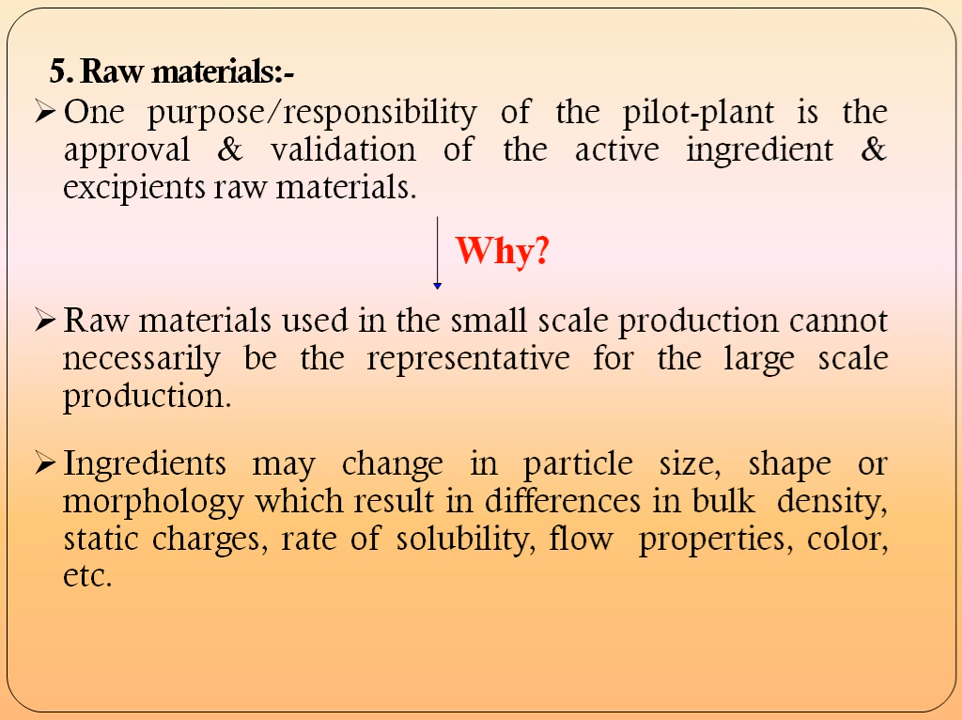 5. Raw materials:-
➢ One purpose/responsibility of the pilot-plant is the
approval & validation of the active ingredient &
excipients raw materials.
Why?
➢ Raw materials used in the small scale production cannot
necessarily be the representative for the large scale
production.
➢ Ingredients may change in particle size, shape or
morphology which result in differences in bulk density,
static charges, rate of solubility, flow properties, color,
etc.